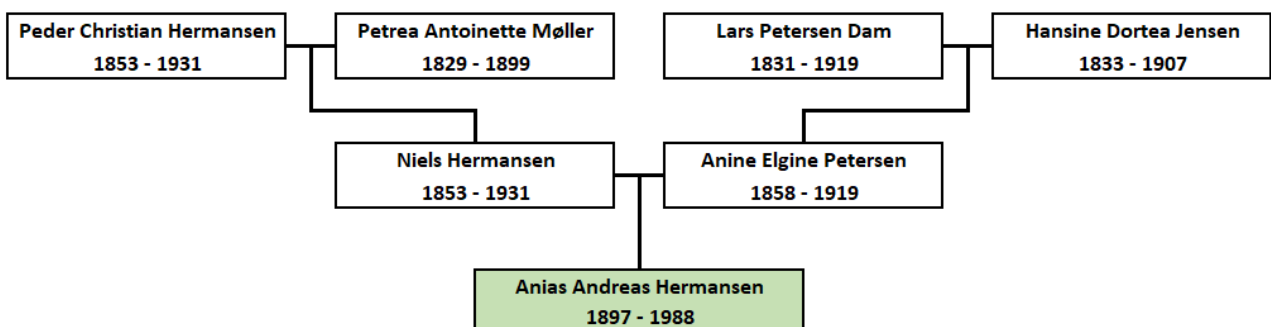 Peder Christian Hermansen
1853 - 1931
Petrea Antoinette Møller
1829 - 1899
Lars Petersen Dam
1831 - 1919
Hansine Dortea Jensen
1833 - 1907
Niels Hermansen
1853 - 1931
Anine Elgine Petersen
1858 - 1919
Anias Andreas Hermansen
1897 - 1988